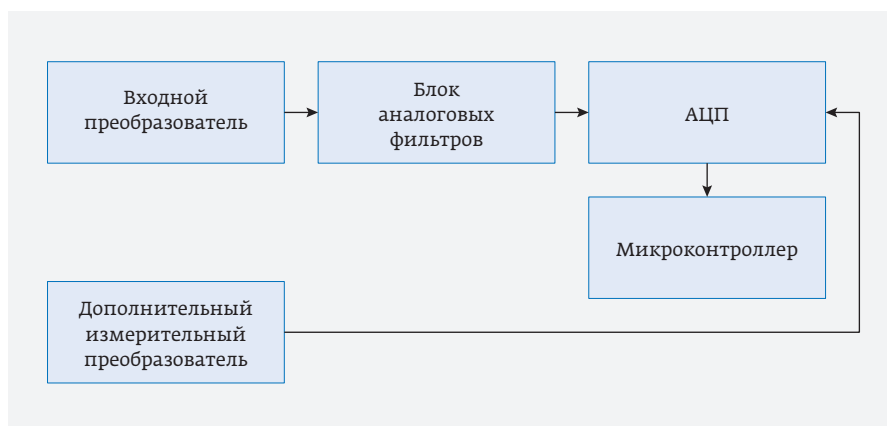 Входной
преобразователь
Блок
аналоговых
фильтров
АЦП
Микроконтроллер
Дополнительный
измерительный
преобразователь